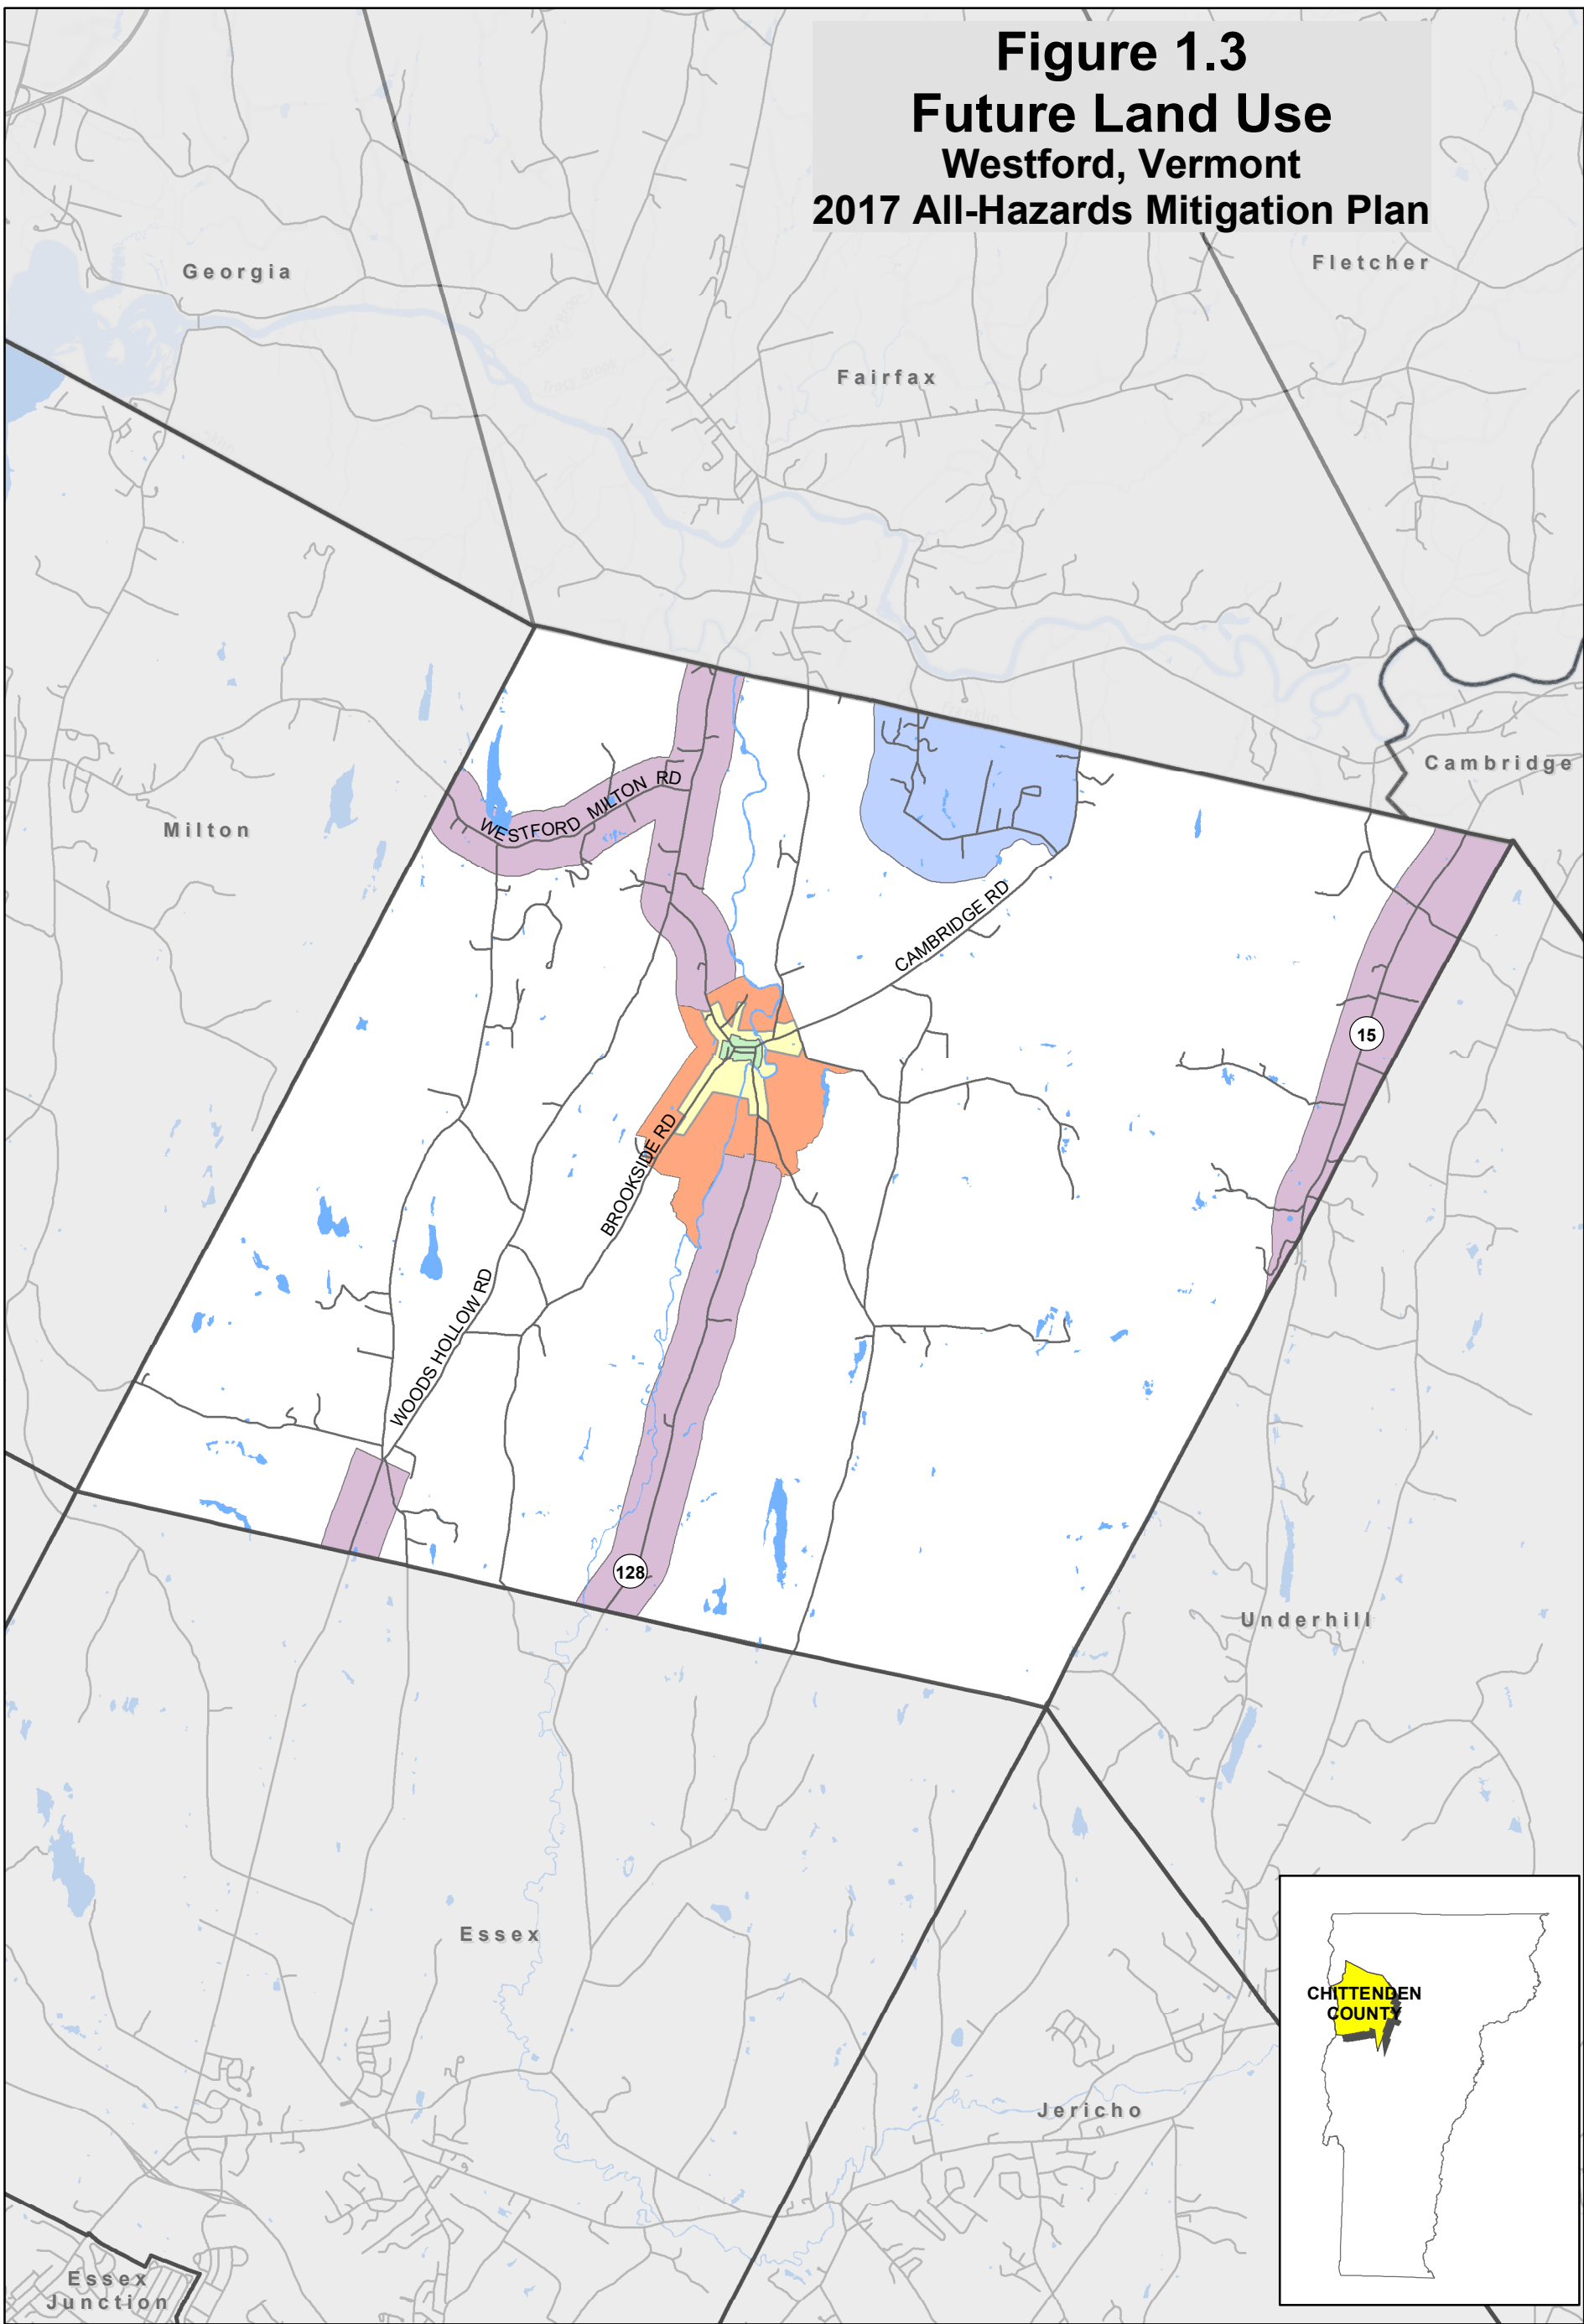 Figure 1.3
Future Land Use
Westford, Vermont
2017 All-Hazards Mitigation Plan
Georgia
Fletcher
Fairfax
Cambridge
Milton
WESTFORD MILTON RD
CAMBRIDGE RD
15
BROOKSIDE RD
WOODS HOLLOW RD
128
Underhill
Essex
CHITTENDEN
COUNTY
Jericho
Essex
Junction